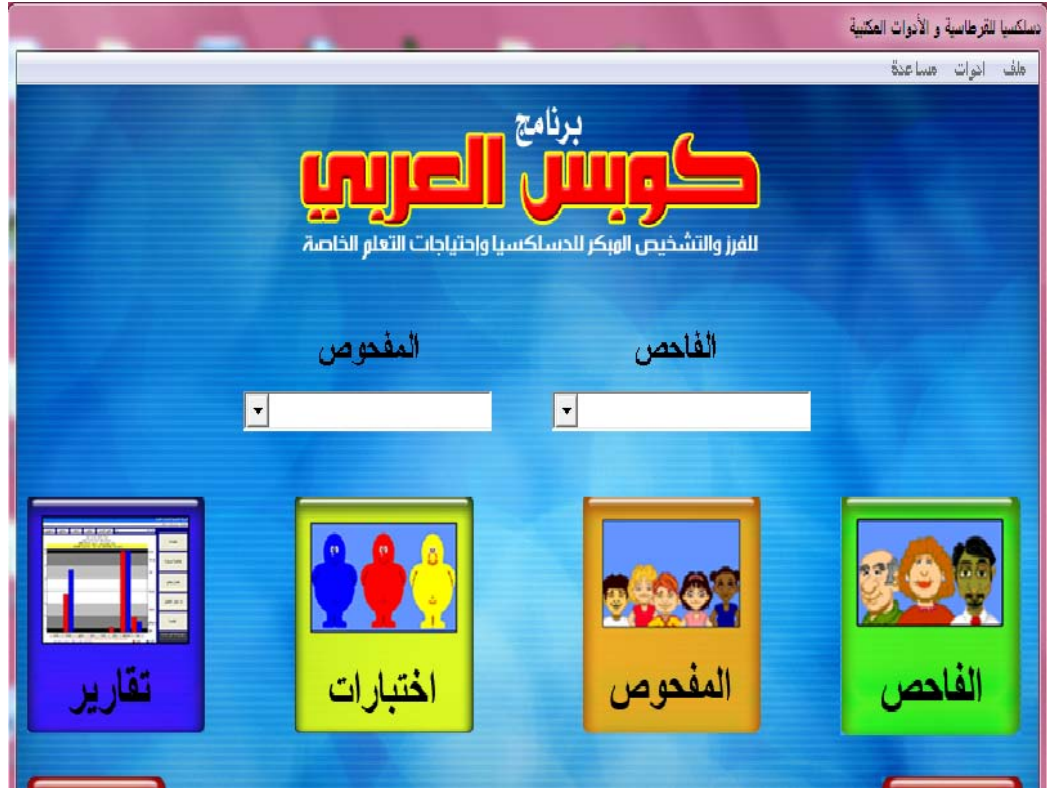 دسلكسيا للقرطاسية و الأدوات المكتبية
ملف ادوات مساعدة
برنامج
كوبس العربي
للفرز والتشخيص المبكر للدسلكسيا وإحتياجات التعلم الخاصة
الفاحص المفحوص
الفاحص المفحوص اختبارات تقارير